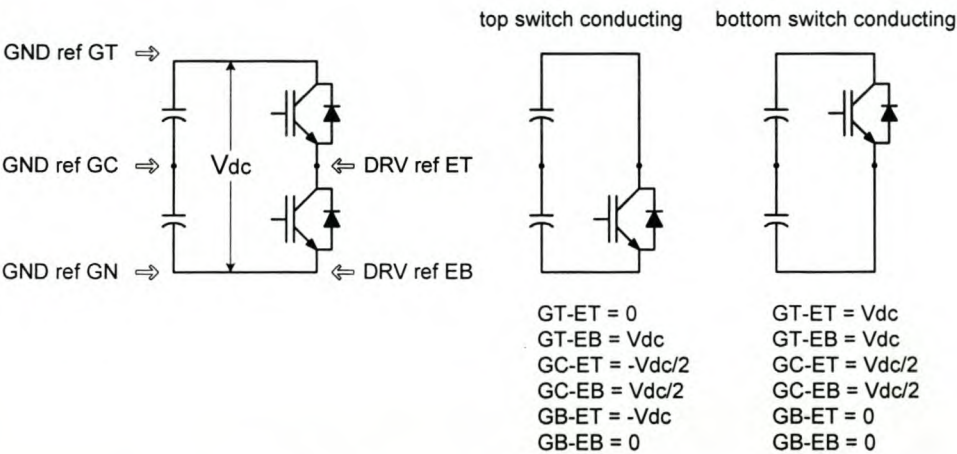 top switch conducting
bottom switch conducting
GND ref GT
GND ref GC
Vdc
DRV ref ET
GND ref GN
DRV ref EB
GT-ET = 0
GT-EB = Vdc
GC-ET = -Vdc/2
GC-EB = Vdc/2
GB-ET = -Vdc
GB-EB = 0
GT-ET = Vdc
GT-EB = Vdc
GC-ET = Vdc/2
GC-EB = Vdc/2
GB-ET = 0
GB-EB = 0